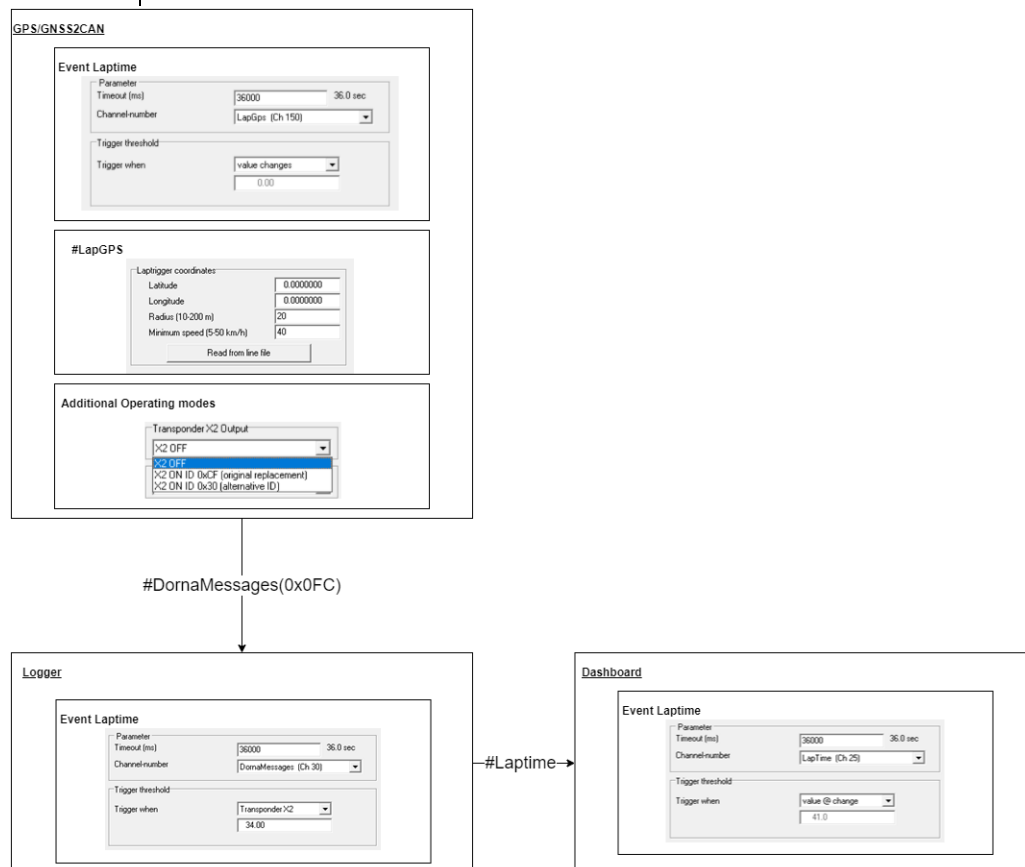 GPS/GNSS2CAN
Event Laptime
Parameter
Timeout (ms) 36000 36.0 sec
Channel-number LapGps (Ch 150)
Trigger threshold
Trigger when value changes
0.00
#LapGPS
Laptrigger coordinates
Latitude 0.0000000
Longitude 0.0000000
Radius (10-200 m) 20
Minimum speed (5-50 km/h) 40
Read from line file
Additional Operating modes
Transponder X2 Output
X2 OFF
X2 OFF
X2 ON ID 0xCF (original replacement)
X2 ON ID 0x30 (alternative ID)
#DornaMessages(0x0FC)
Logger
Event Laptime
Parameter
Timeout (ms) 36000 36.0 sec
Channel-number DornaMessages (Ch 30)
Trigger threshold
Trigger when Transponder X2
34.00
#Laptime
Dashboard
Event Laptime
Parameter
Timeout (ms) 36000 36.0 sec
Channel-number LapTime (Ch 25)
Trigger threshold
Trigger when value @ change
41.0